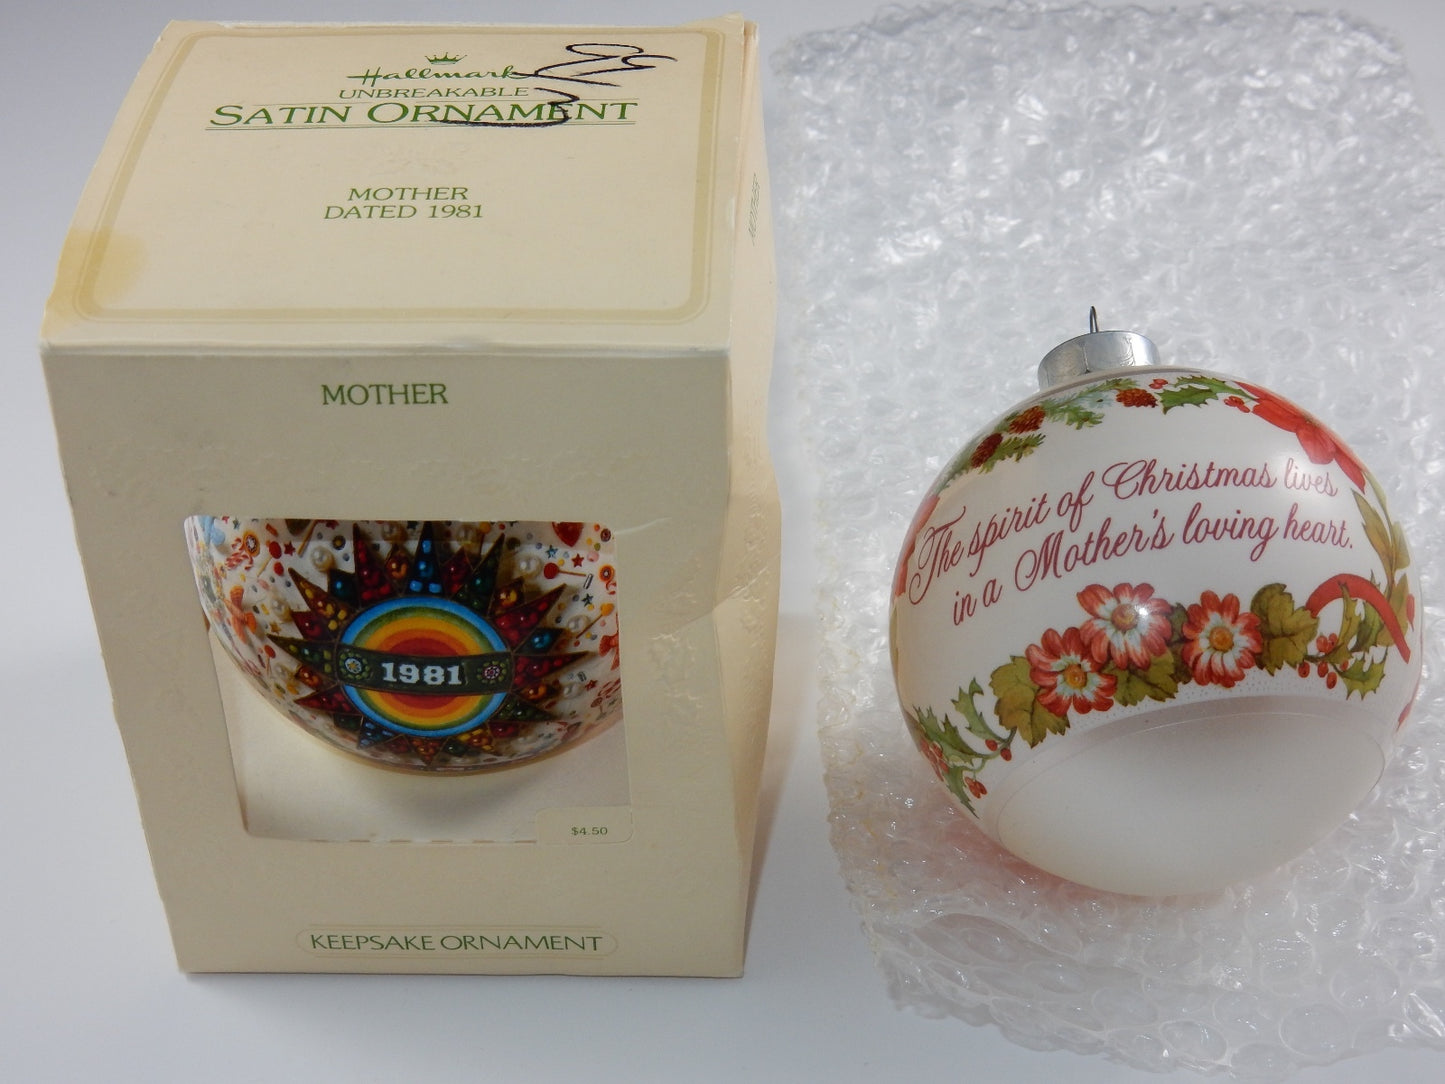 Hallmark
UNBREAKABLE
SATIN ORNAMENT
MOTHER
DATED 1981
MOTHER
MOTHER
1981
$4.50
KEEPSAKE ORNAMENT
The spirit of Christmas lives
in a Mother's loving heart.